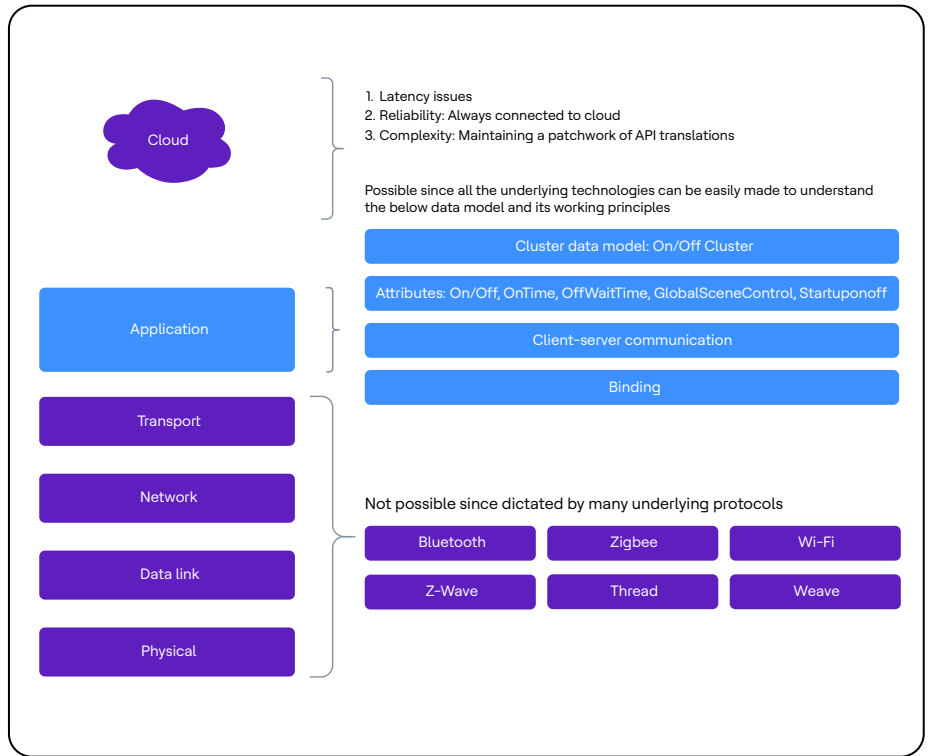 Cloud
1. Latency issues
2. Reliability: Always connected to cloud
3. Complexity: Maintaining a patchwork of API translations
Possible since all the underlying technologies can be easily made to understand
the below data model and its working principles
Cluster data model: On/Off Cluster
Attributes: On/Off, OnTime, OffWaitTime, GlobalSceneControl, Startuponoff
Application
Client-server communication
Binding
Transport
Network
Data link
Physical
Not possible since dictated by many underlying protocols
Bluetooth
Zigbee
Wi-Fi
Z-Wave
Thread
Weave